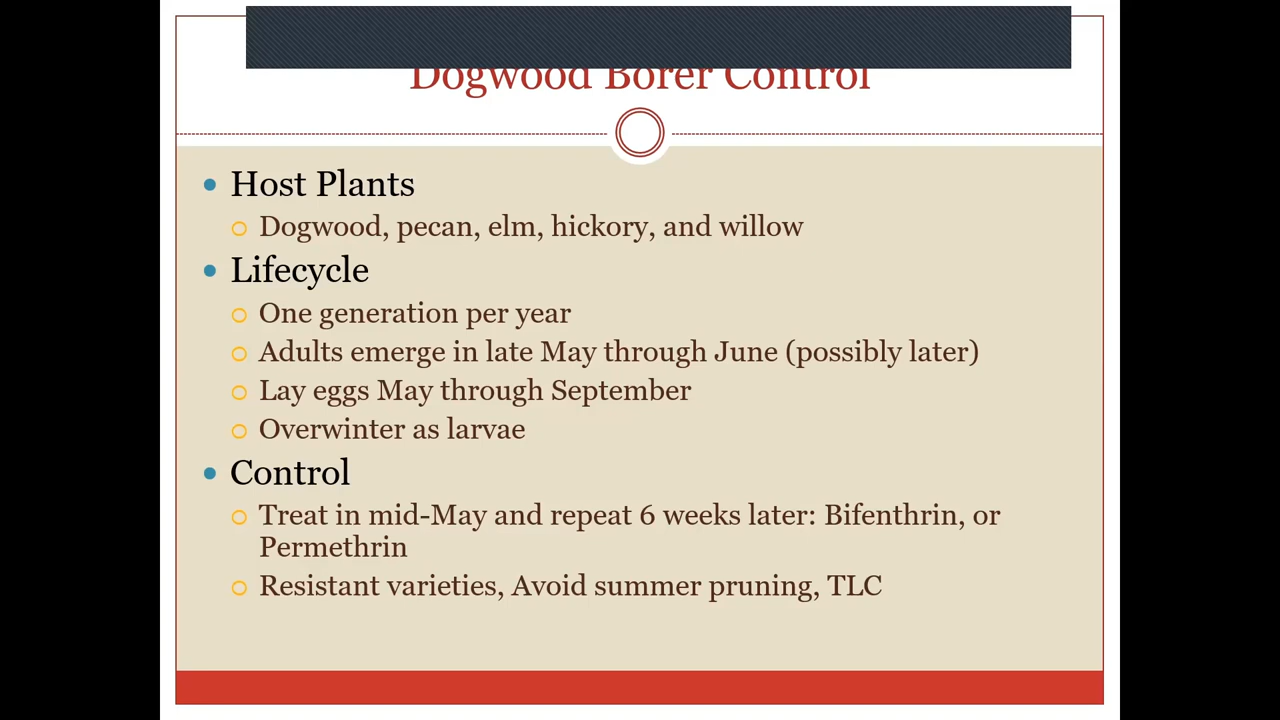 Dogwood Borer Control
Host Plants
Dogwood, pecan, elm, hickory, and willow
Lifecycle
One generation per year
Adults emerge in late May through June (possibly later)
Lay eggs May through September
Overwinter as larvae
Control
Treat in mid-May and repeat 6 weeks later: Bifenthrin, or
Permethrin
Resistant varieties, Avoid summer pruning, TLC